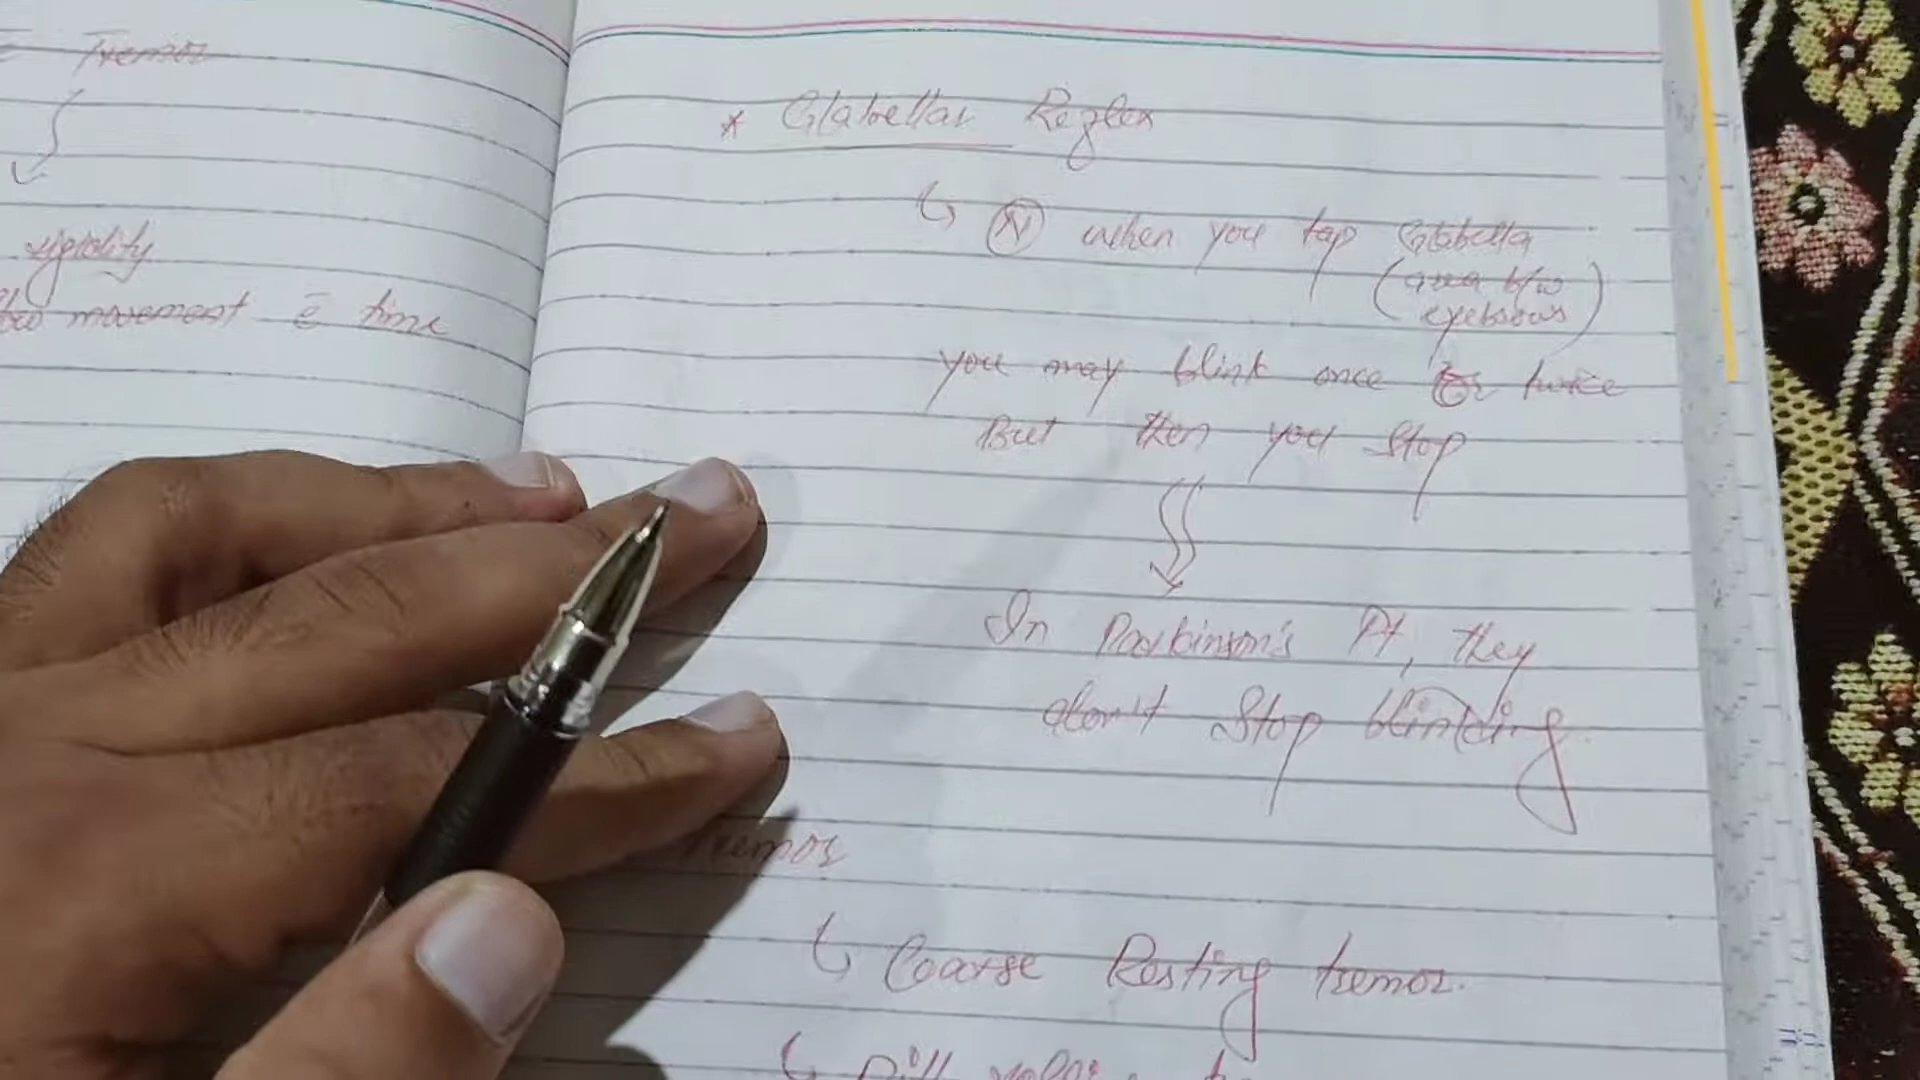 c̄ Tremor
rigidity
movement c̄ time
* Glabellar Reflex
↳ Ⓝ when you tap Glabella
(area b/w
eyebrows)
you may blink once or twice
But then you stop
In Parkinson's Pt, they
don't stop blinking
Tremor
↳ Coarse Resting tremor.
↳ Pill